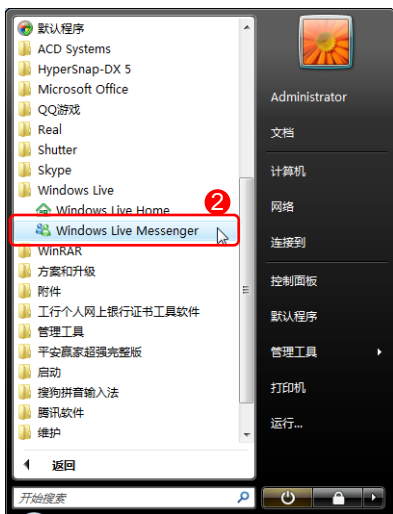 默认程序
ACD Systems
HyperSnap-DX 5
Microsoft Office
QQ游戏
Real
Shutter
Skype
Windows Live
Windows Live Home
2
Windows Live Messenger
WinRAR
方案和升级
附件
工行个人网上银行证书工具软件
管理工具
平安赢家超强完整版
启动
搜狗拼音输入法
腾讯软件
维护
返回
开始搜索
Administrator
文档
计算机
网络
连接到
控制面板
默认程序
管理工具
打印机
运行...